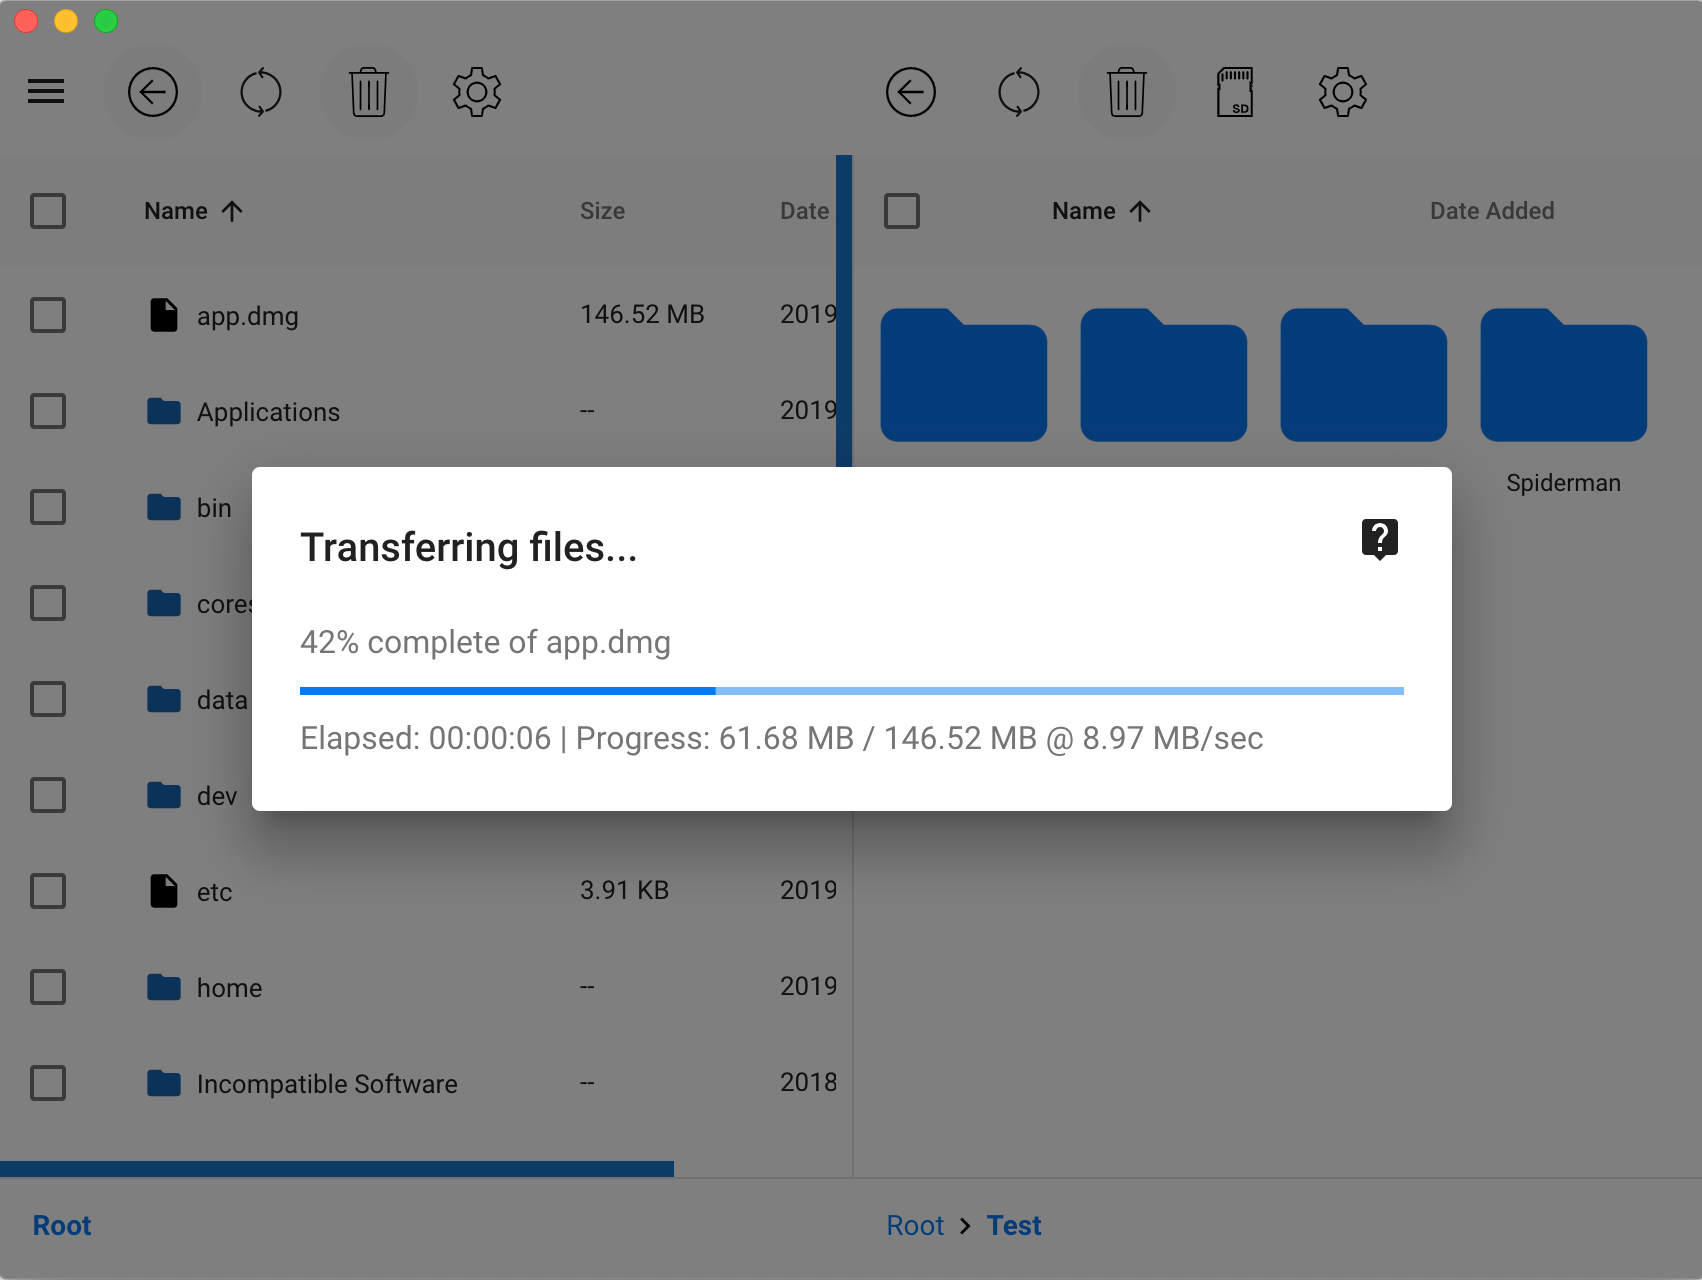 SD
Name
Size
Date
Name
Date Added
app.dmg
146.52 MB
2019
Applications
--
2019
Spiderman
bin
cores
data
dev
Transferring files...
?
42% complete of app.dmg
Elapsed: 00:00:06 | Progress: 61.68 MB / 146.52 MB @ 8.97 MB/sec
etc
3.91 KB
2019
home
--
2019
Incompatible Software
--
2018
Root
Root > Test